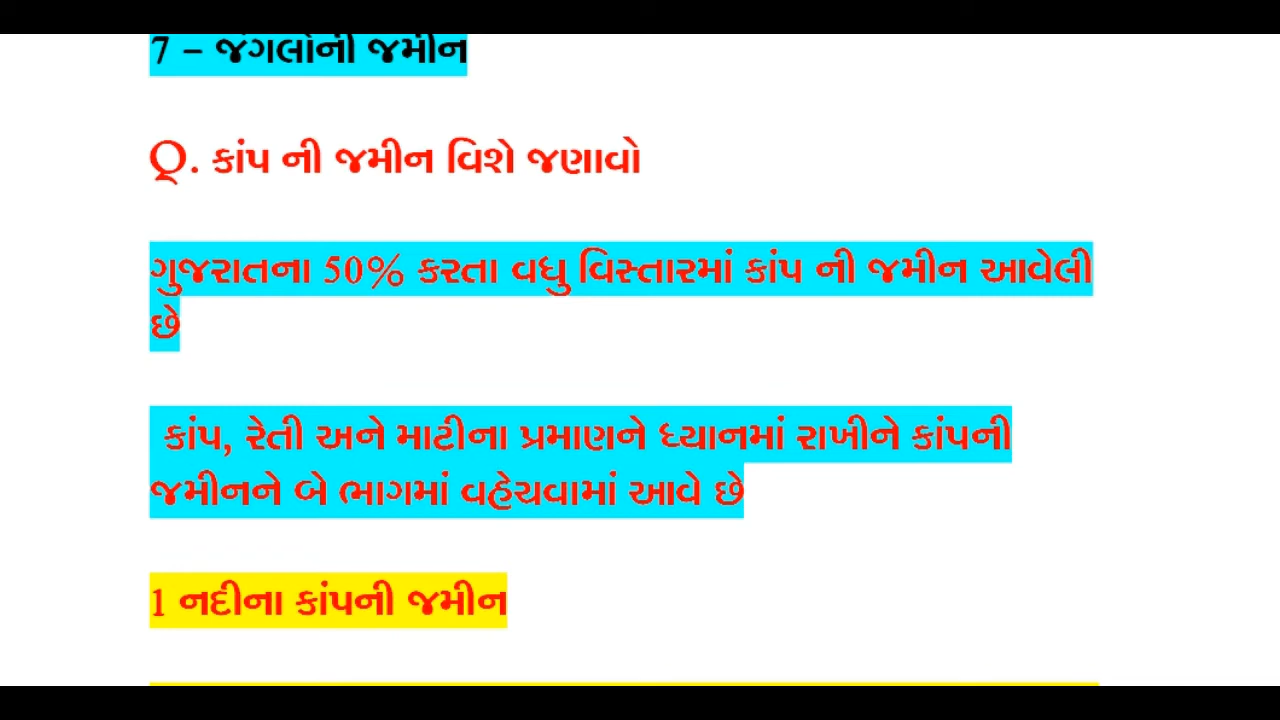 7 – જંગલોની જમીન
Q. કાંપ ની જમીન વિશે જણાવો
ગુજરાતના 50% કરતા વધુ વિસ્તારમાં કાંપ ની જમીન આવેલી
છે
કાંપ, રેતી અને માટીના પ્રમાણને ધ્યાનમાં રાખીને કાંપની
જમીનને બે ભાગમાં વહેચવામાં આવે છે
1 નદીના કાંપની જમીન